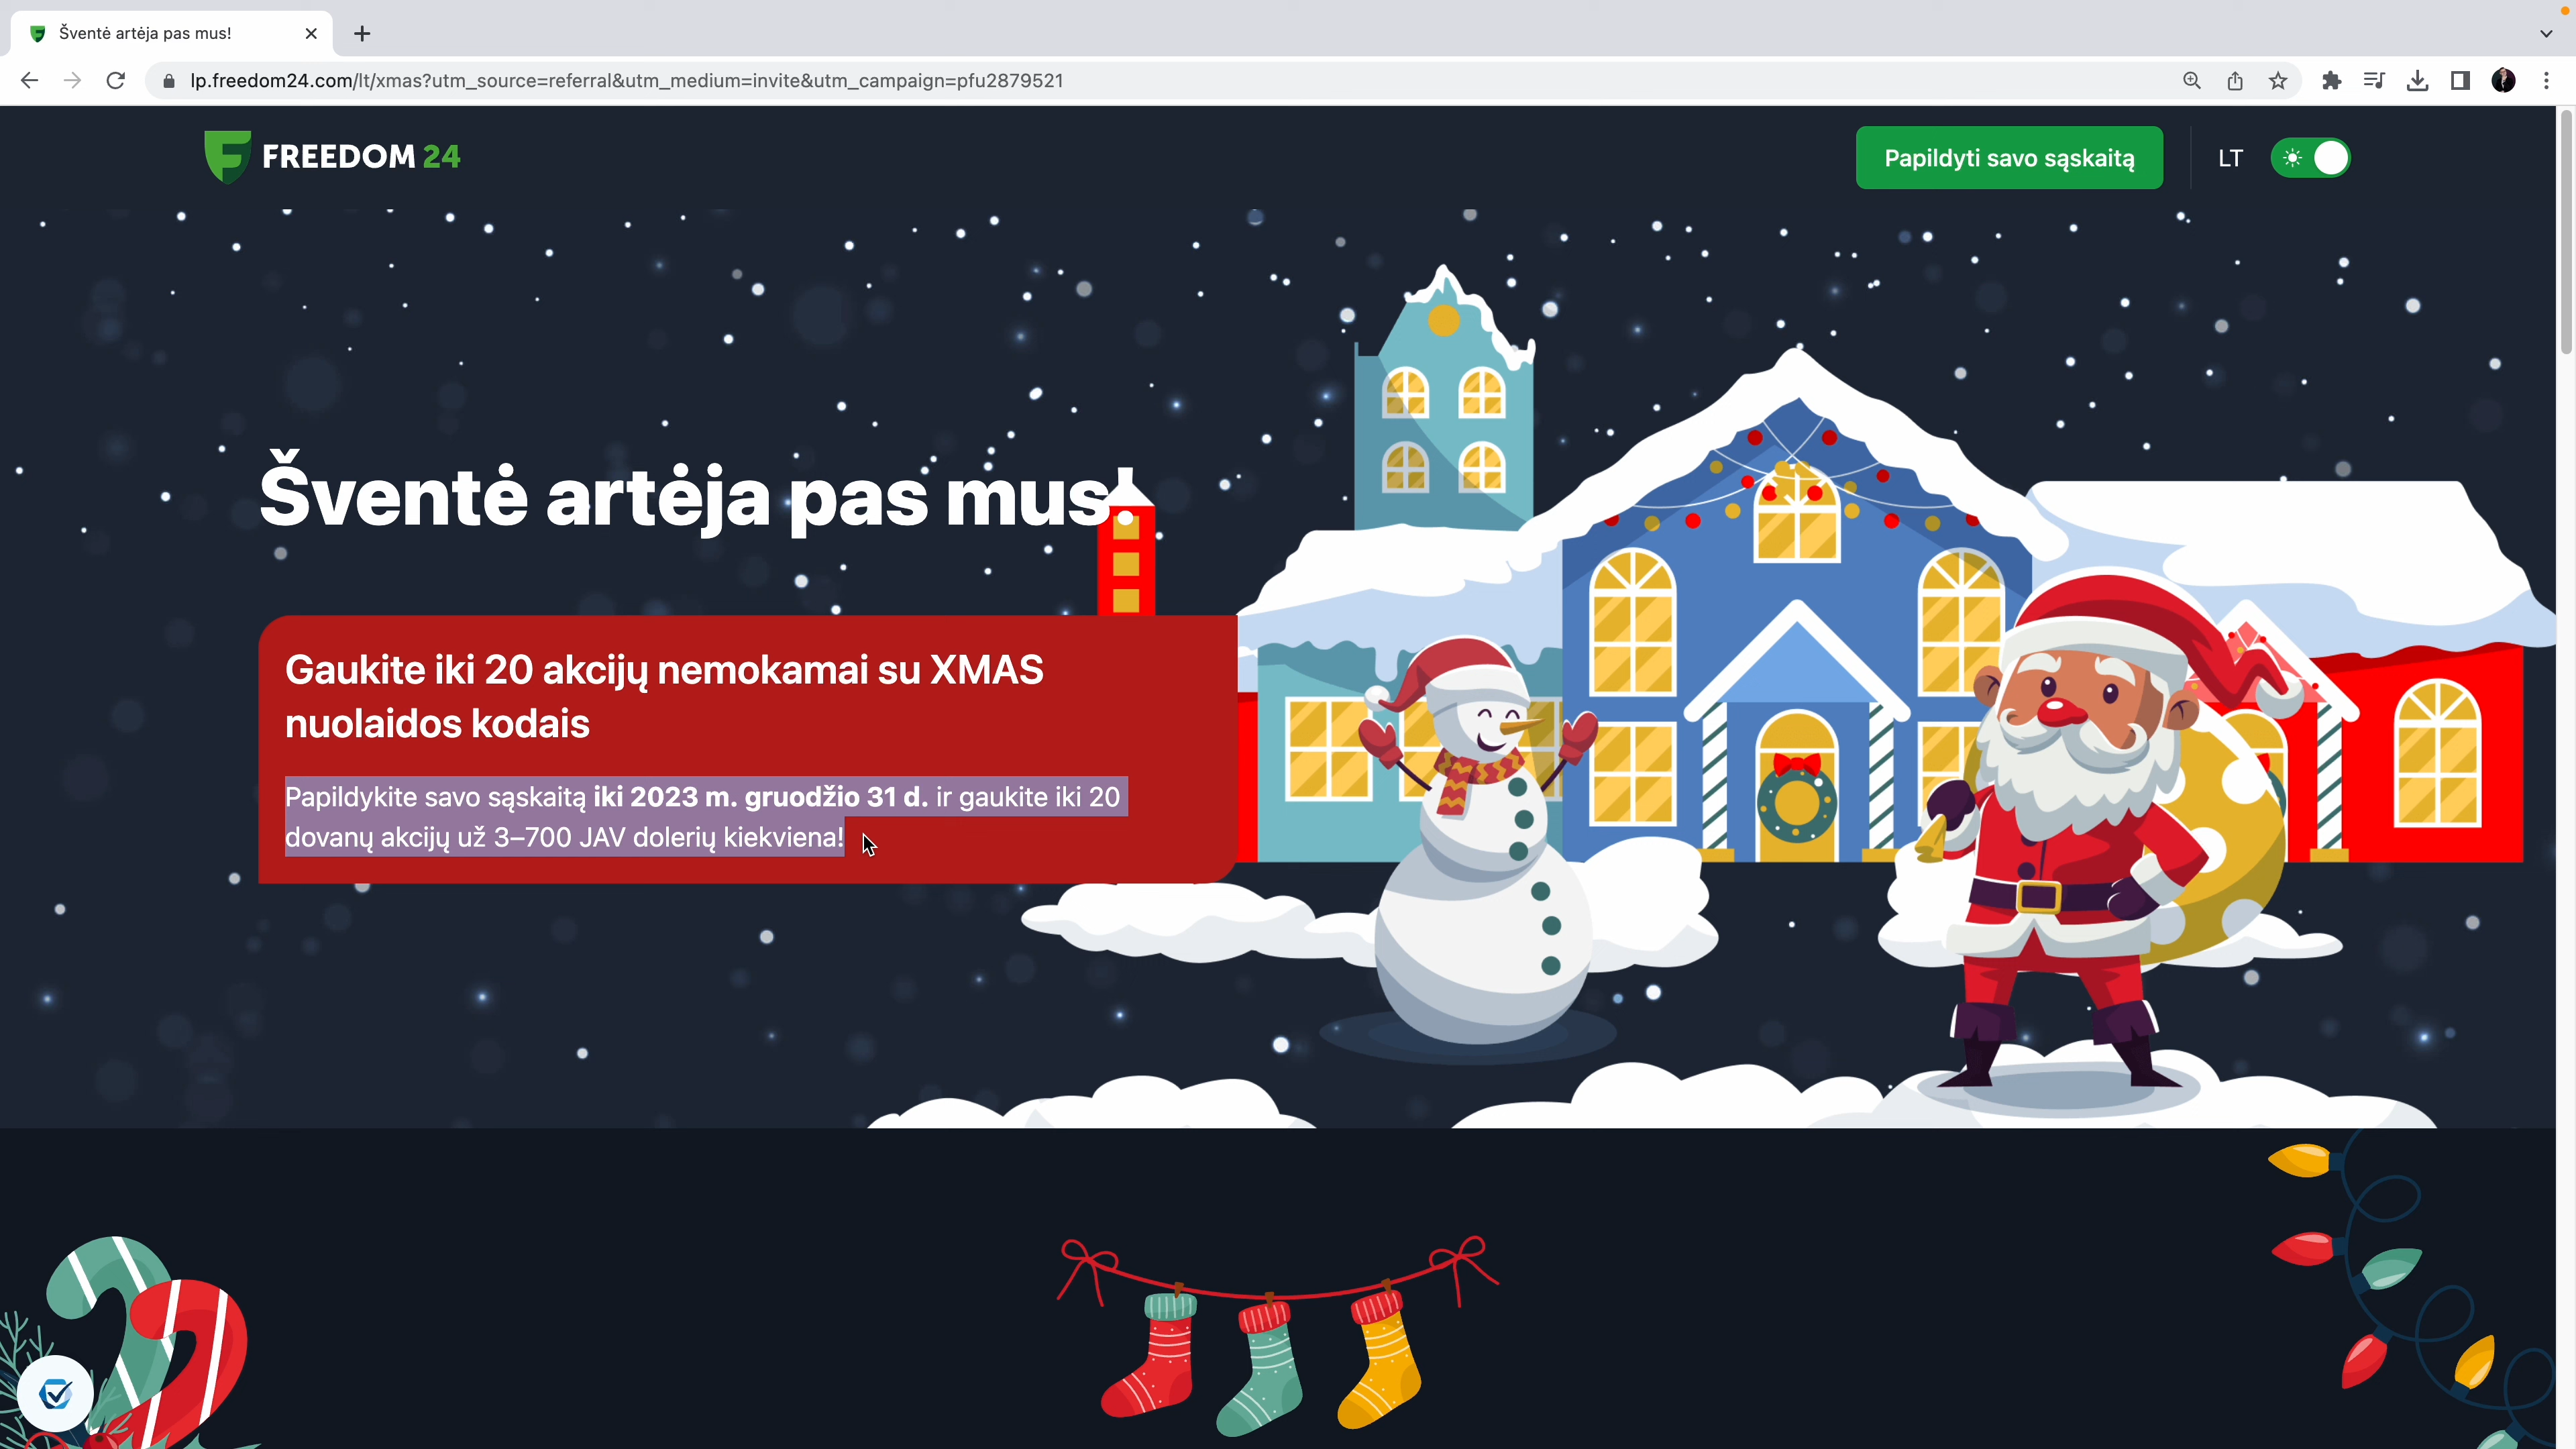 Šventė artėja pas mus!
lp.freedom24.com/lt/xmas?utm_source=referral&utm_medium=invite&utm_campaign=pfu2879521
FREEDOM 24
Papildyti savo sąskaitą
LT
Šventė artėja pas mus!
Gaukite iki 20 akcijų nemokamai su XMAS
nuolaidos kodais
Papildykite savo sąskaitą iki 2023 m. gruodžio 31 d. ir gaukite iki 20
dovanų akcijų už 3–700 JAV dolerių kiekviena!